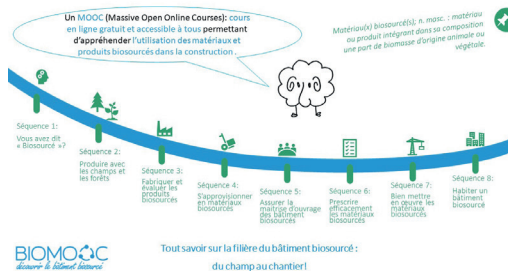 Un MOOC (Massive Open Online Courses): cours
en ligne gratuit et accessible à tous permettant
d'appréhender l'utilisation des matériaux et
produits biosourcés dans la construction .
Matériau(x) biosourcé(s); n. masc. : matériau
ou produit intégrant dans sa composition
une part de biomasse d'origine animale ou
végétale.
Séquence 1:
Vous avez dit
« Biosourcé »?
Séquence 2:
Produire avec
les champs et
les forêts
Séquence 3:
Fabriquer et
évaluer les
produits
biosourcés
Séquence 4:
S'approvisionner
en matériaux
biosourcés
Séquence 5:
Assurer la
maitrise d'ouvrage
des bâtiment
biosourcés
Séquence 6:
Prescrire
efficacement
les matériaux
biosourcés
Séquence 7:
Bien mettre
en œuvre les
matériaux
biosourcés
Séquence 8:
Habiter un
bâtiment
biosourcé
BIOMOOC
découvrir le bâtiment biosourcé
Tout savoir sur la filière du bâtiment biosourcé :
du champ au chantier!